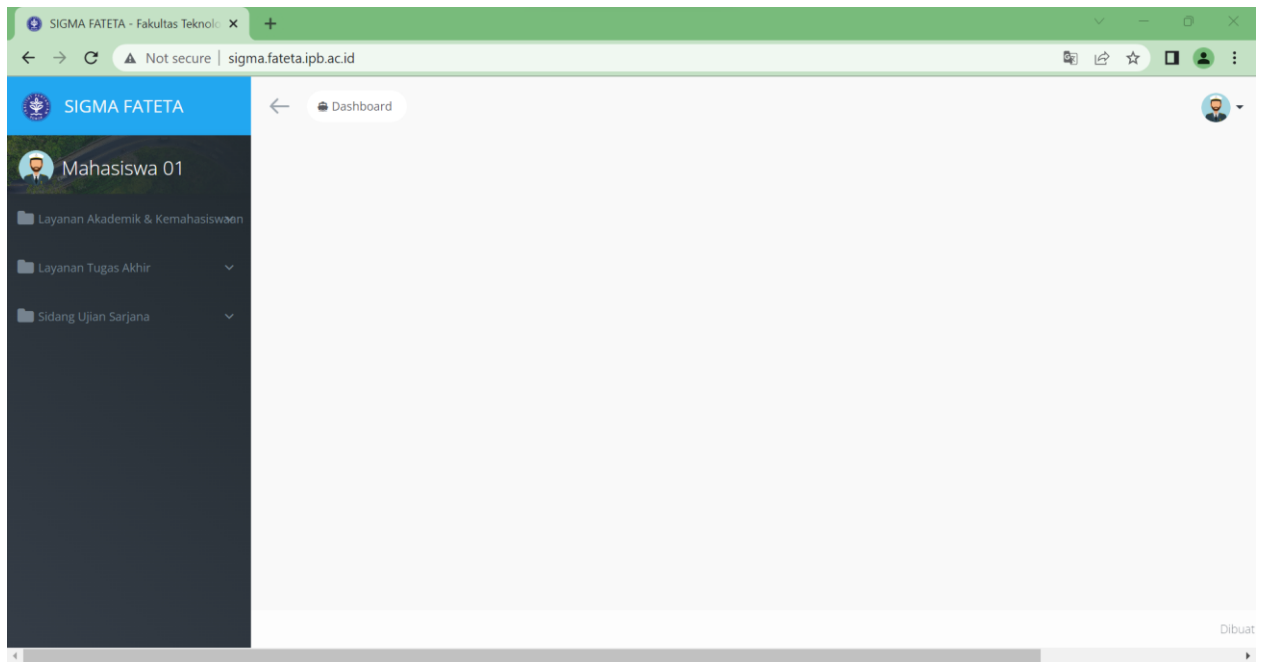 SIGMA FATETA - Fakultas Teknolo
Not secure | sigma.fateta.ipb.ac.id
SIGMA FATETA
Dashboard
Mahasiswa 01
Layanan Akademik & Kemahasiswaan
Layanan Tugas Akhir
Sidang Ujian Sarjana
Dibuat